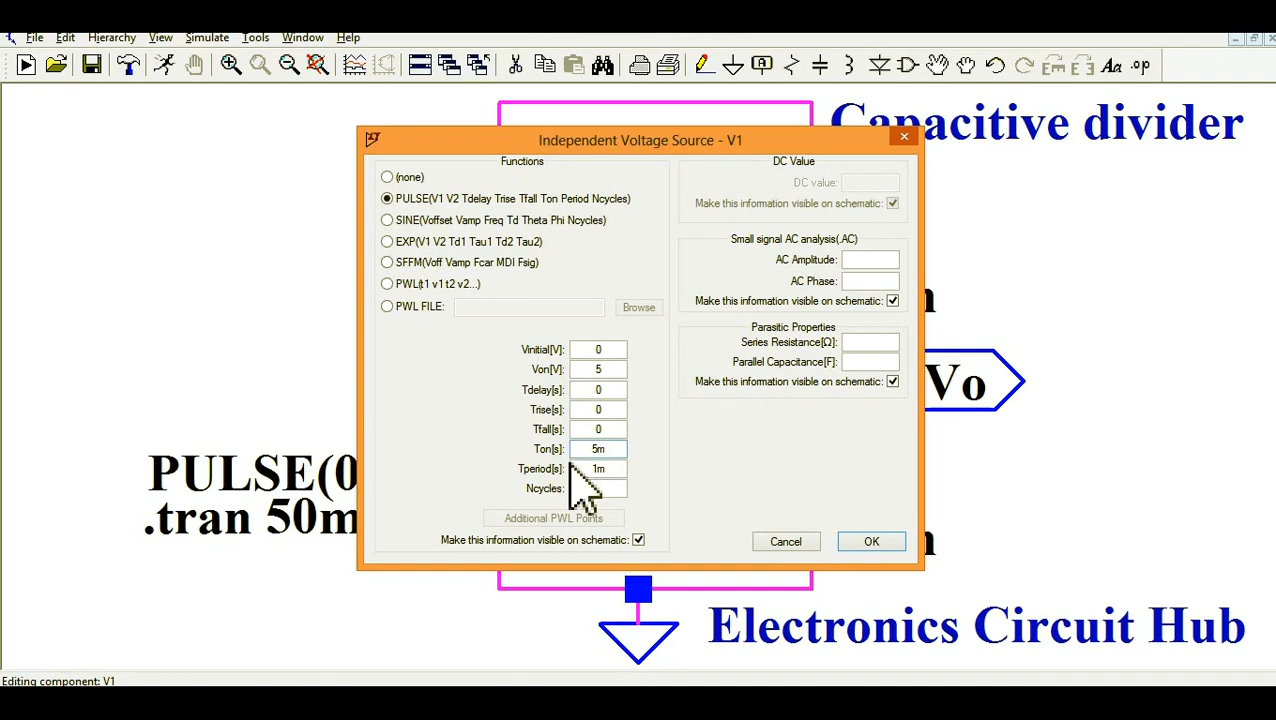 File Edit Hierarchy View Simulate Tools Window Help
Aa .op
Capacitive divider
Independent Voltage Source - V1
Functions
(none)
PULSE(V1 V2 Tdelay Trise Tfall Ton Period Ncycles)
SINE(Voffset Vamp Freq Td Theta Phi Ncycles)
EXP(V1 V2 Td1 Tau1 Td2 Tau2)
SFFM(Voff Vamp Fcar MDI Fsig)
PWL(t1 v1 t2 v2...)
PWL FILE: Browse
Vinitial[V]: 0
Von[V]: 5
Tdelay[s]: 0
Trise[s]: 0
Tfall[s]: 0
Ton[s]: 5m
Tperiod[s]: 1m
Ncycles:
Additional PWL Points
Make this information visible on schematic:
DC Value
DC value:
Make this information visible on schematic:
Small signal AC analysis(.AC)
AC Amplitude:
AC Phase:
Make this information visible on schematic:
Parasitic Properties
Series Resistance[Ω]:
Parallel Capacitance[F]:
Make this information visible on schematic:
Cancel OK
Vo
PULSE(0
.tran 50m
Electronics Circuit Hub
Editing component: V1